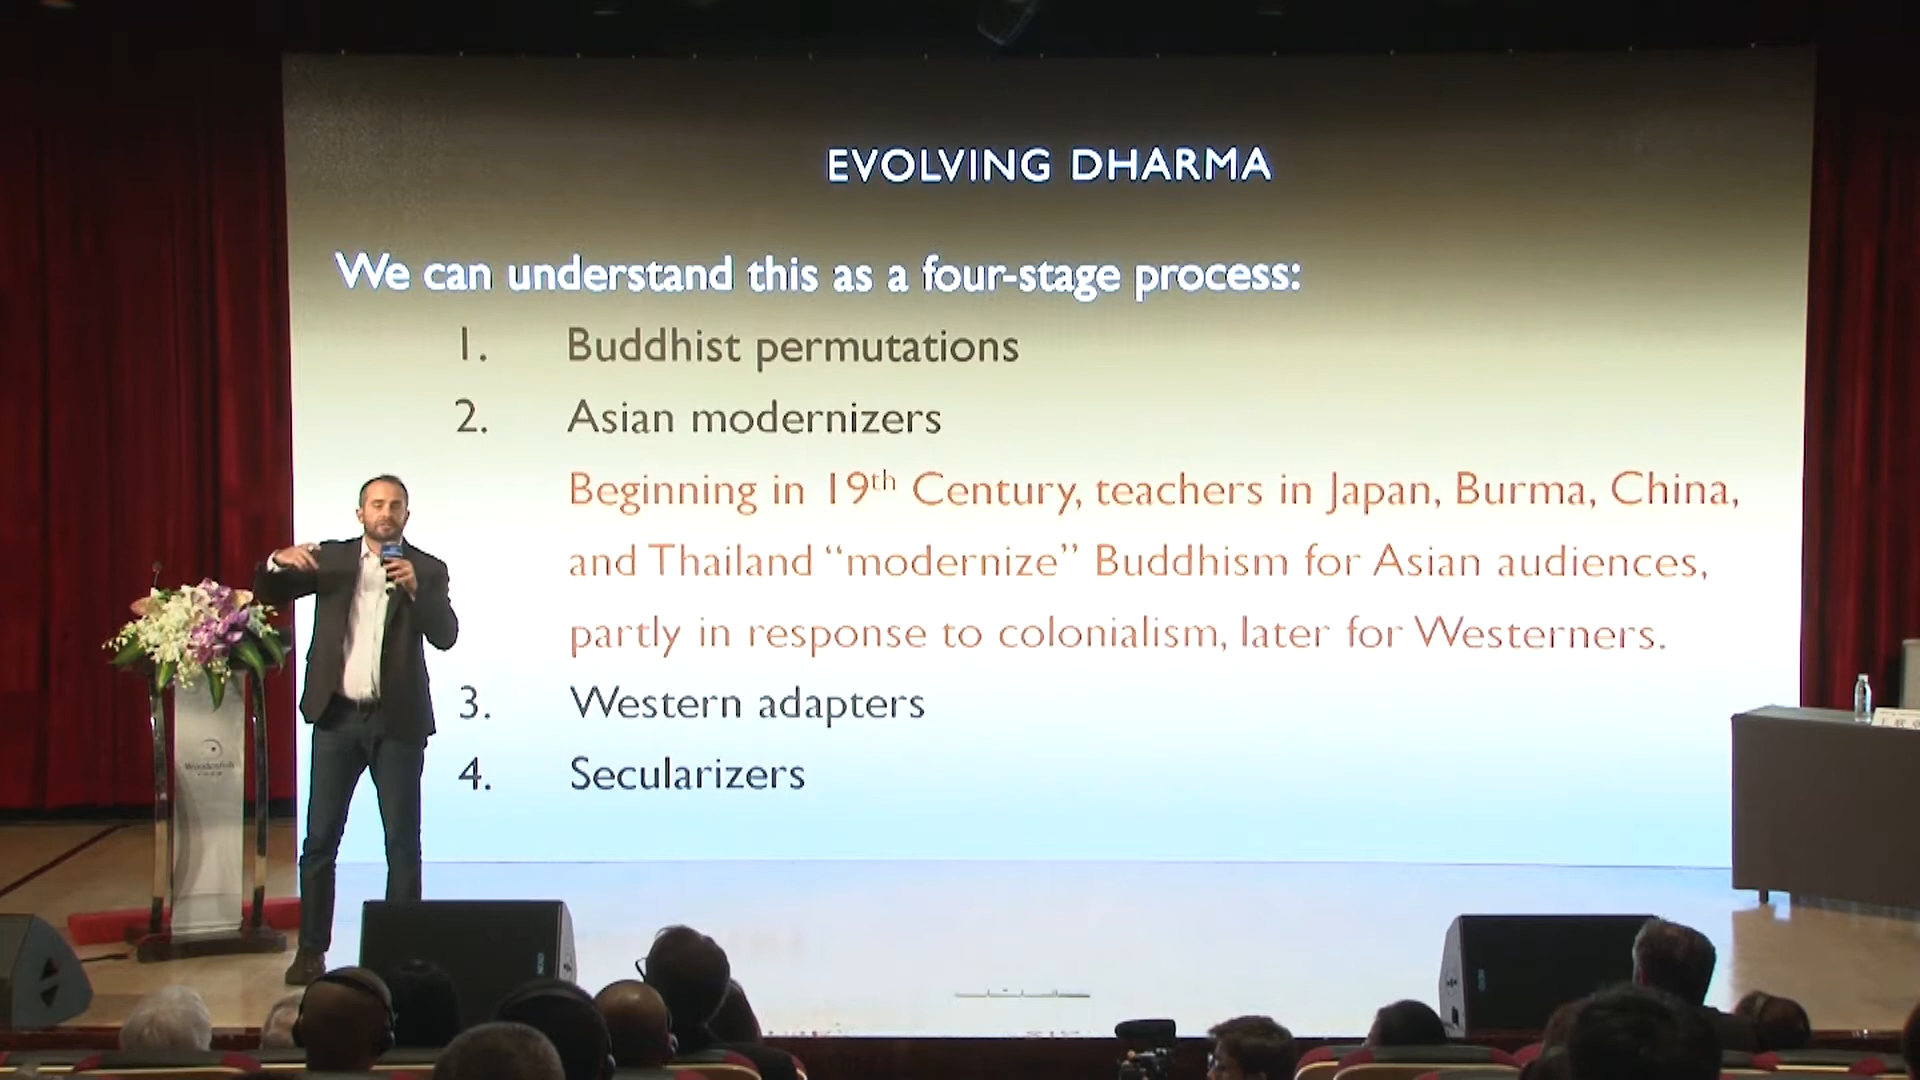 EVOLVING DHARMA
We can understand this as a four-stage process:
1. Buddhist permutations
2. Asian modernizers
Beginning in 19th Century, teachers in Japan, Burma, China,
and Thailand “modernize” Buddhism for Asian audiences,
partly in response to colonialism, later for Westerners.
3. Western adapters
4. Secularizers
Woodenfish